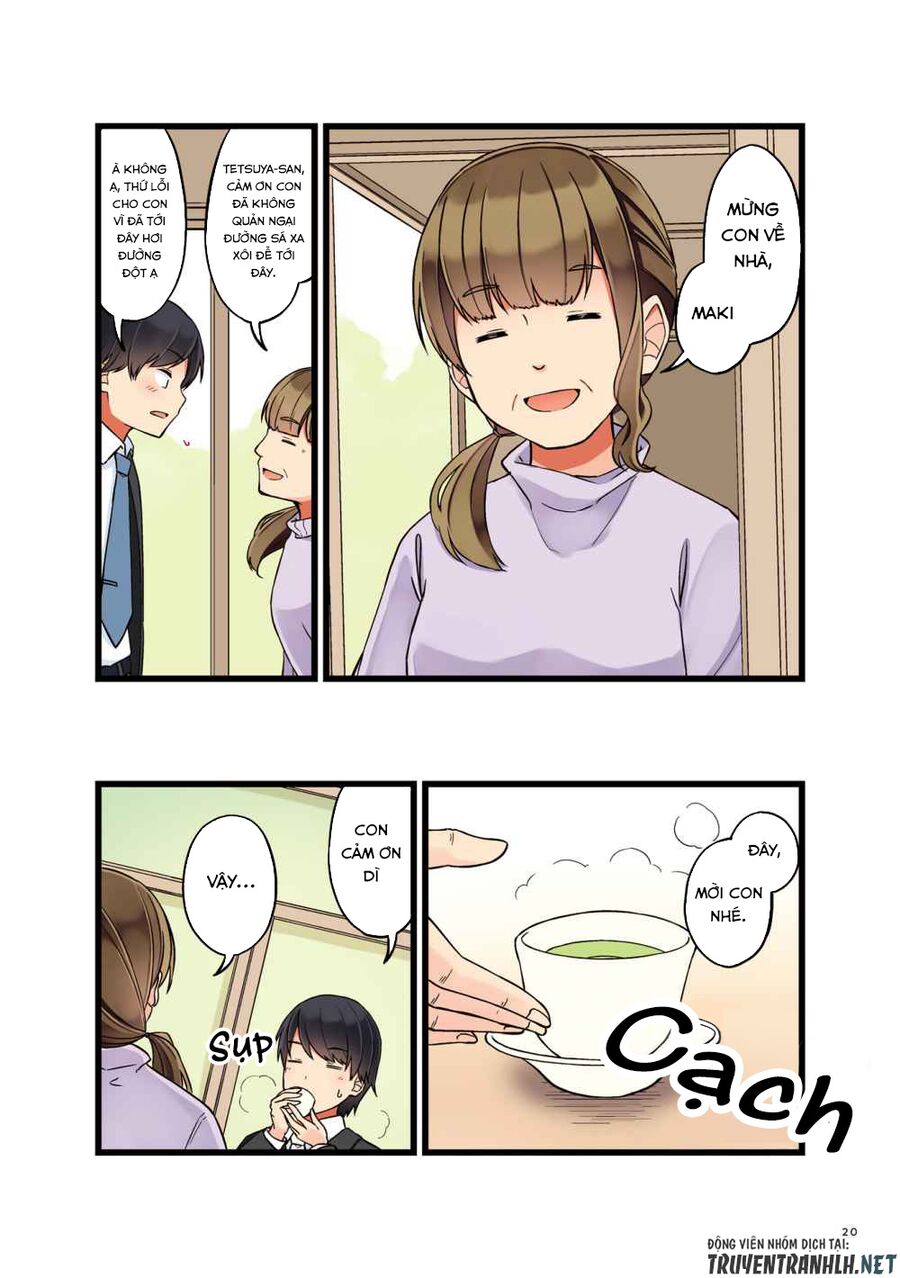 MỪNG
CON VỀ
NHÀ,
MAKI
TETSUYA-SAN,
CẢM ƠN CON
ĐÃ KHÔNG
QUẢN NGẠI
ĐƯỜNG SÁ XA
XÓI ĐỂ TỚI
ĐÂY.
À KHÔNG
Ạ, THỨ LỖI
CHO CON
VÌ ĐÃ TỚI
ĐÂY HƠI
ĐƯỜNG
ĐỘT Ạ
ĐÂY,
MỜI CON
NHÉ.
CẠCH
CON
CẢM ƠN
DÌ
VẬY...
SỤP
20
ĐỘNG VIÊN NHÓM DỊCH TẠI:
TRUYENTRANHLH.NET